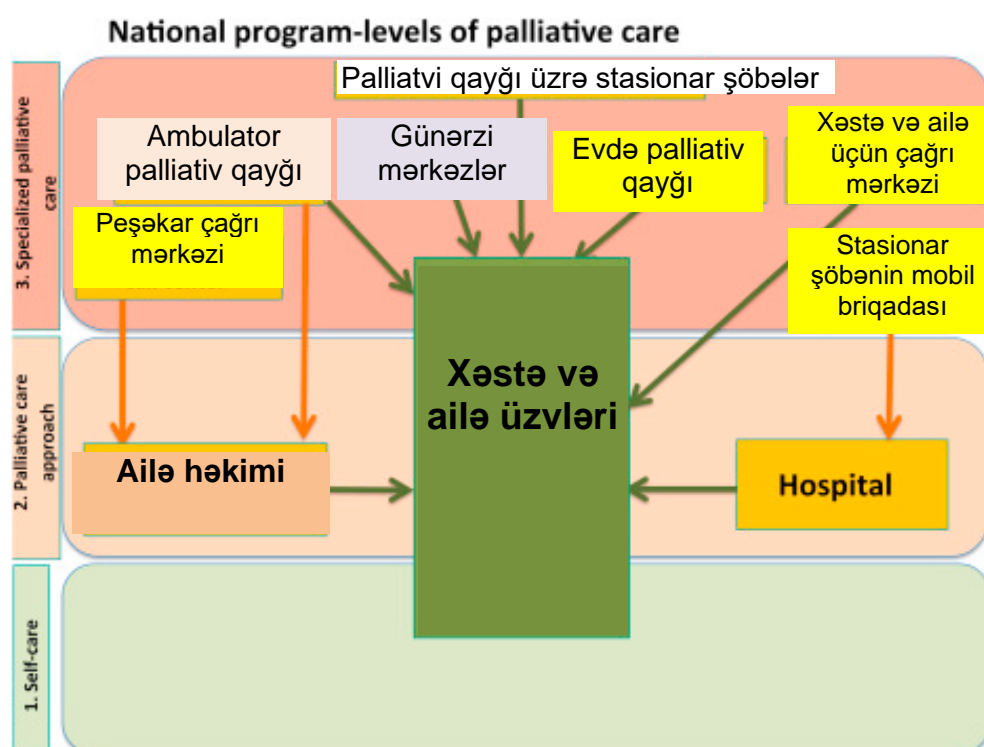 National program-levels of palliative care
Palliatvi qayğı üzrə stasionar şöbələr
3. Specialized palliative
care
Ambulator
palliativ qayğı
Günərzi
mərkəzlər
Evdə palliativ
qayğı
Xəstə və ailə
üçün çağrı
mərkəzi
Peşəkar çağrı
mərkəzi
Stasionar
şöbənin mobil
briqadası
2. Palliative care
approach
Xəstə və
ailə üzvləri
Ailə həkimi
Hospital
1. Self-care